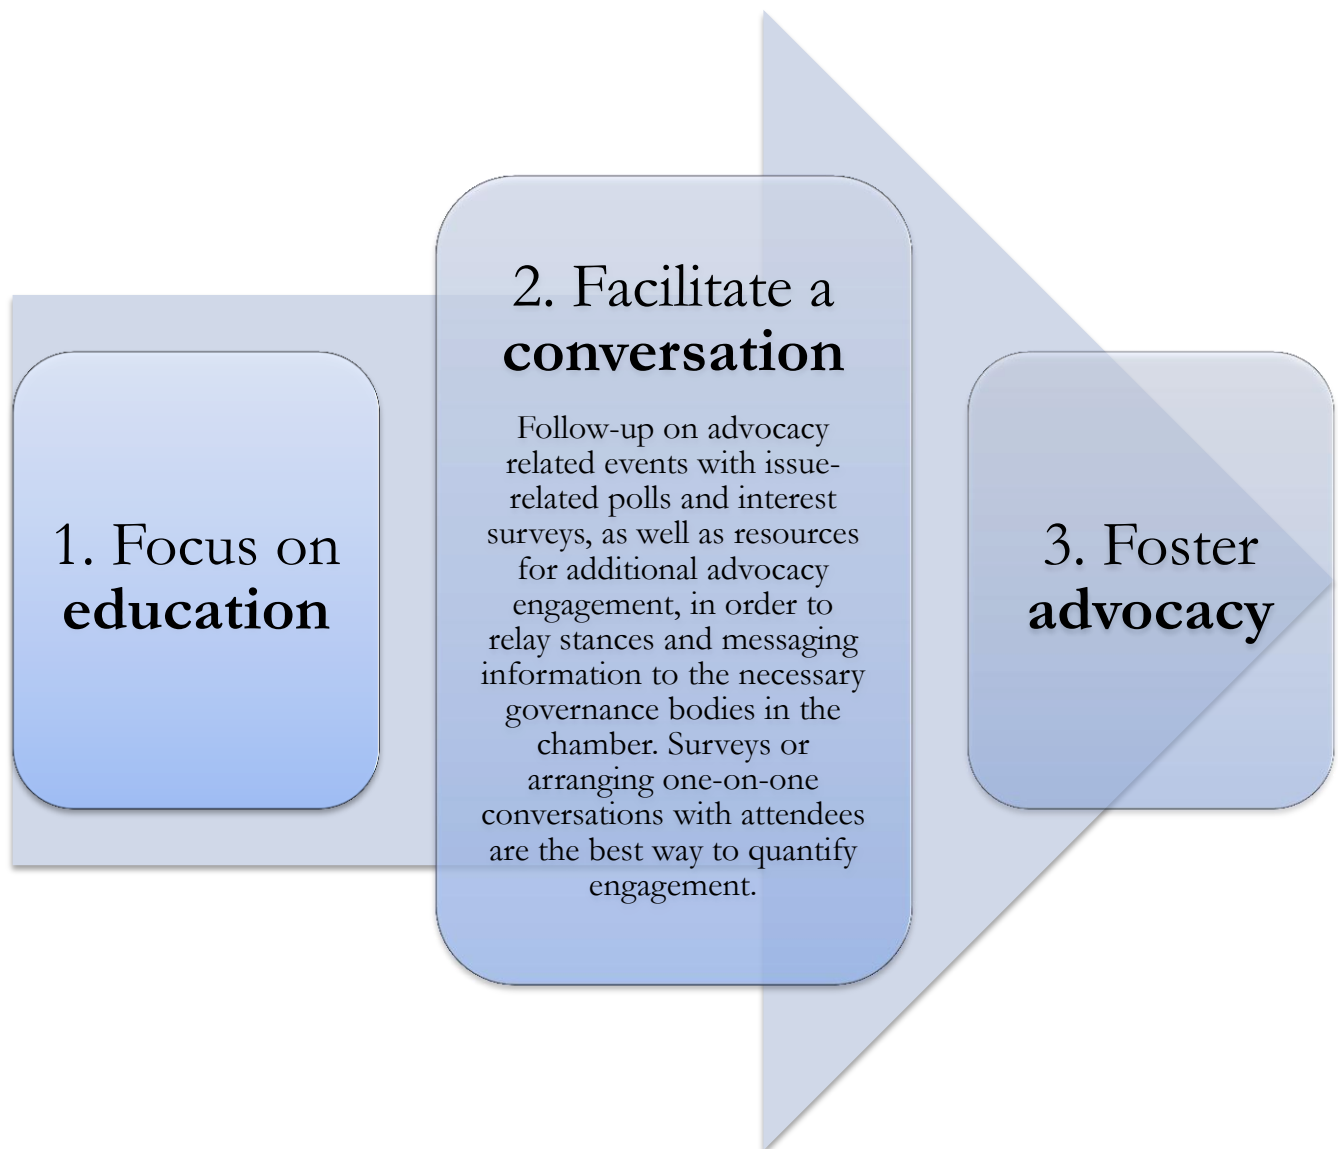 1. Focus on
education
2. Facilitate a
conversation
Follow-up on advocacy
related events with issue-
related polls and interest
surveys, as well as resources
for additional advocacy
engagement, in order to
relay stances and messaging
information to the necessary
governance bodies in the
chamber. Surveys or
arranging one-on-one
conversations with attendees
are the best way to quantify
engagement.
3. Foster
advocacy